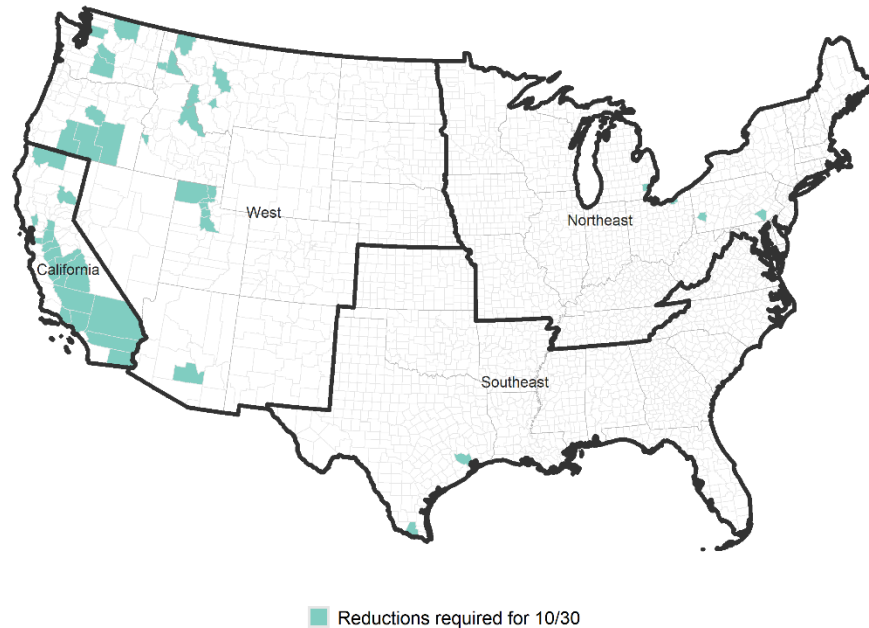 West
Northeast
California
Southeast
Reductions required for 10/30